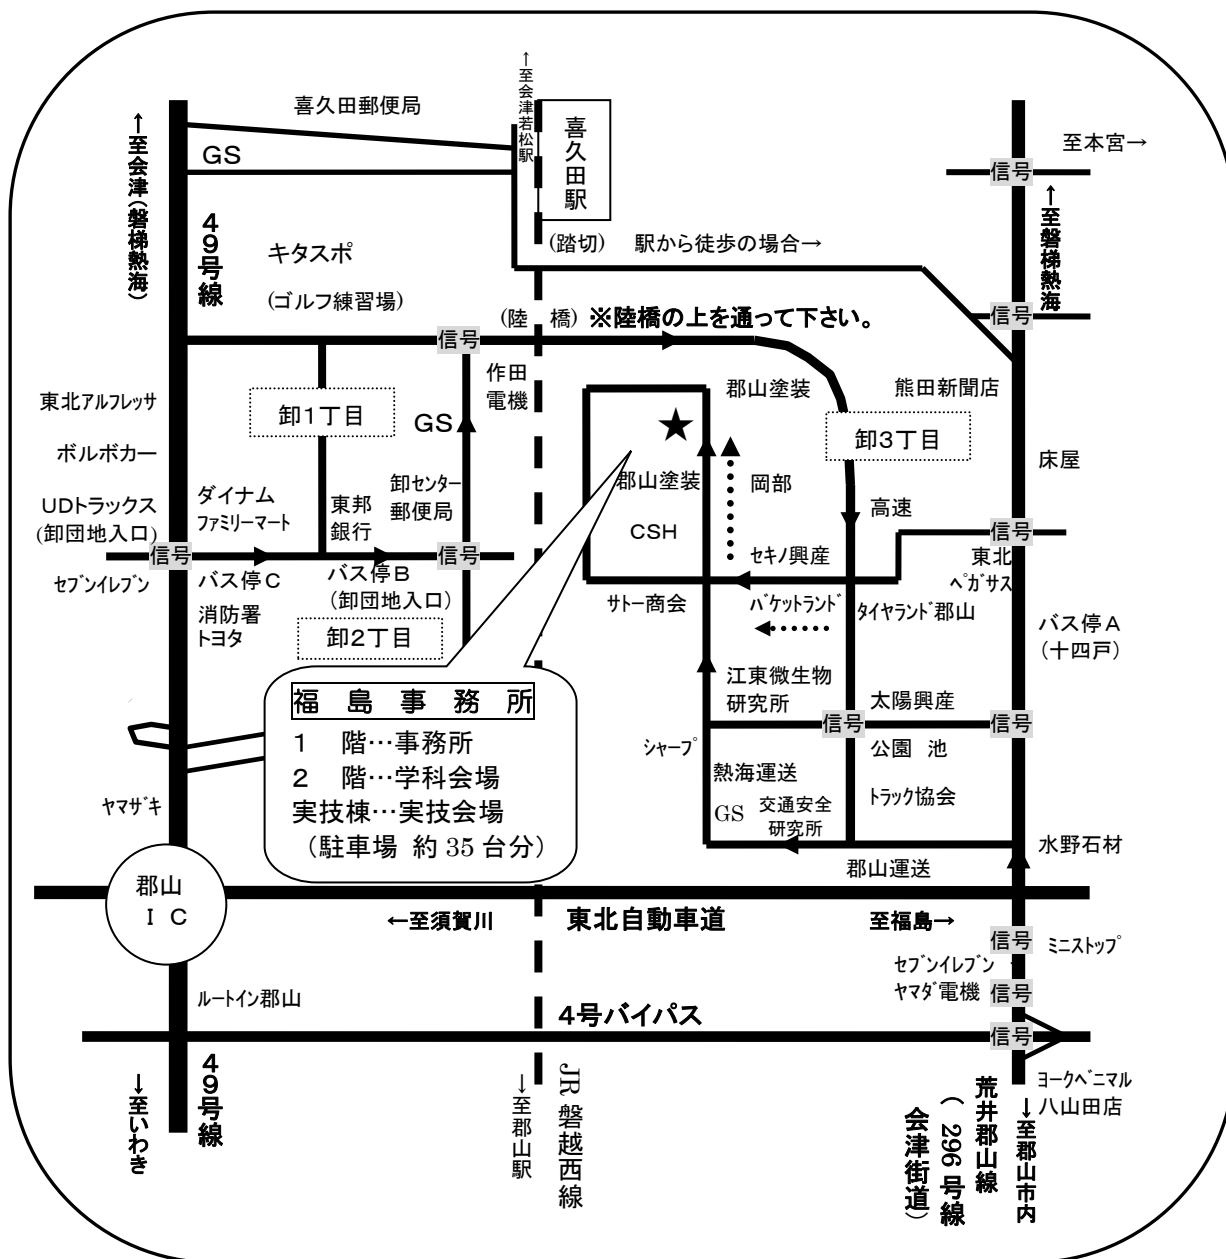 ↑至会津若松駅
喜久田郵便局
喜久田駅
↑至会津(磐梯熱海)
GS
至本宮→
信号
↑至磐梯熱海
49号線
キタスポ
(ゴルフ練習場)
(踏切)
駅から徒歩の場合→
信号
(陸 橋)
※陸橋の上を通って下さい。
信号
作田
電機
郡山塗装
熊田新聞店
東北アルフレッサ
卸1丁目
GS
★
卸3丁目
ボルボカー
床屋
UDトラックス
(卸団地入口)
ダイナム
ファミリーマート
東邦
銀行
卸センター
郵便局
郡山塗装
岡部
高速
CSH
信号
信号
信号
セキノ興産
東北
ペガサス
セブンイレブン
バス停C
消防署
トヨタ
バス停B
(卸団地入口)
サトー商会
バケットランド
タイヤランド郡山
卸2丁目
バス停A
(十四戸)
福島事務所
1 階…事務所
2 階…学科会場
実技棟…実技会場
(駐車場 約35台分)
江東微生物
研究所
太陽興産
信号
信号
シャープ
公園 池
熱海運送
トラック協会
ヤマザキ
GS
交通安全
研究所
水野石材
郡山運送
郡山
IC
←至須賀川
東北自動車道
至福島→
信号
ミニストップ
セブンイレブン
ヤマダ電機
信号
ルートイン郡山
4号バイパス
信号
49号線
↓至いわき
↓至郡山駅
JR磐越西線
ヨークベニマル
八山田店
荒井郡山線
(296号線
会津街道)
↓至郡山市内